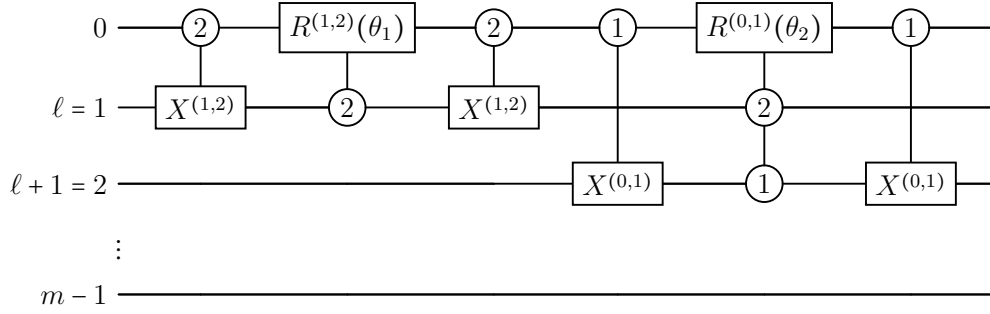 0 2 R^{(1,2)}(θ_1) 2 1 R^{(0,1)}(θ_2) 1
ℓ = 1 X^{(1,2)} 2 X^{(1,2)} 2
ℓ + 1 = 2 X^{(0,1)} 1 X^{(0,1)}
⋮
m − 1